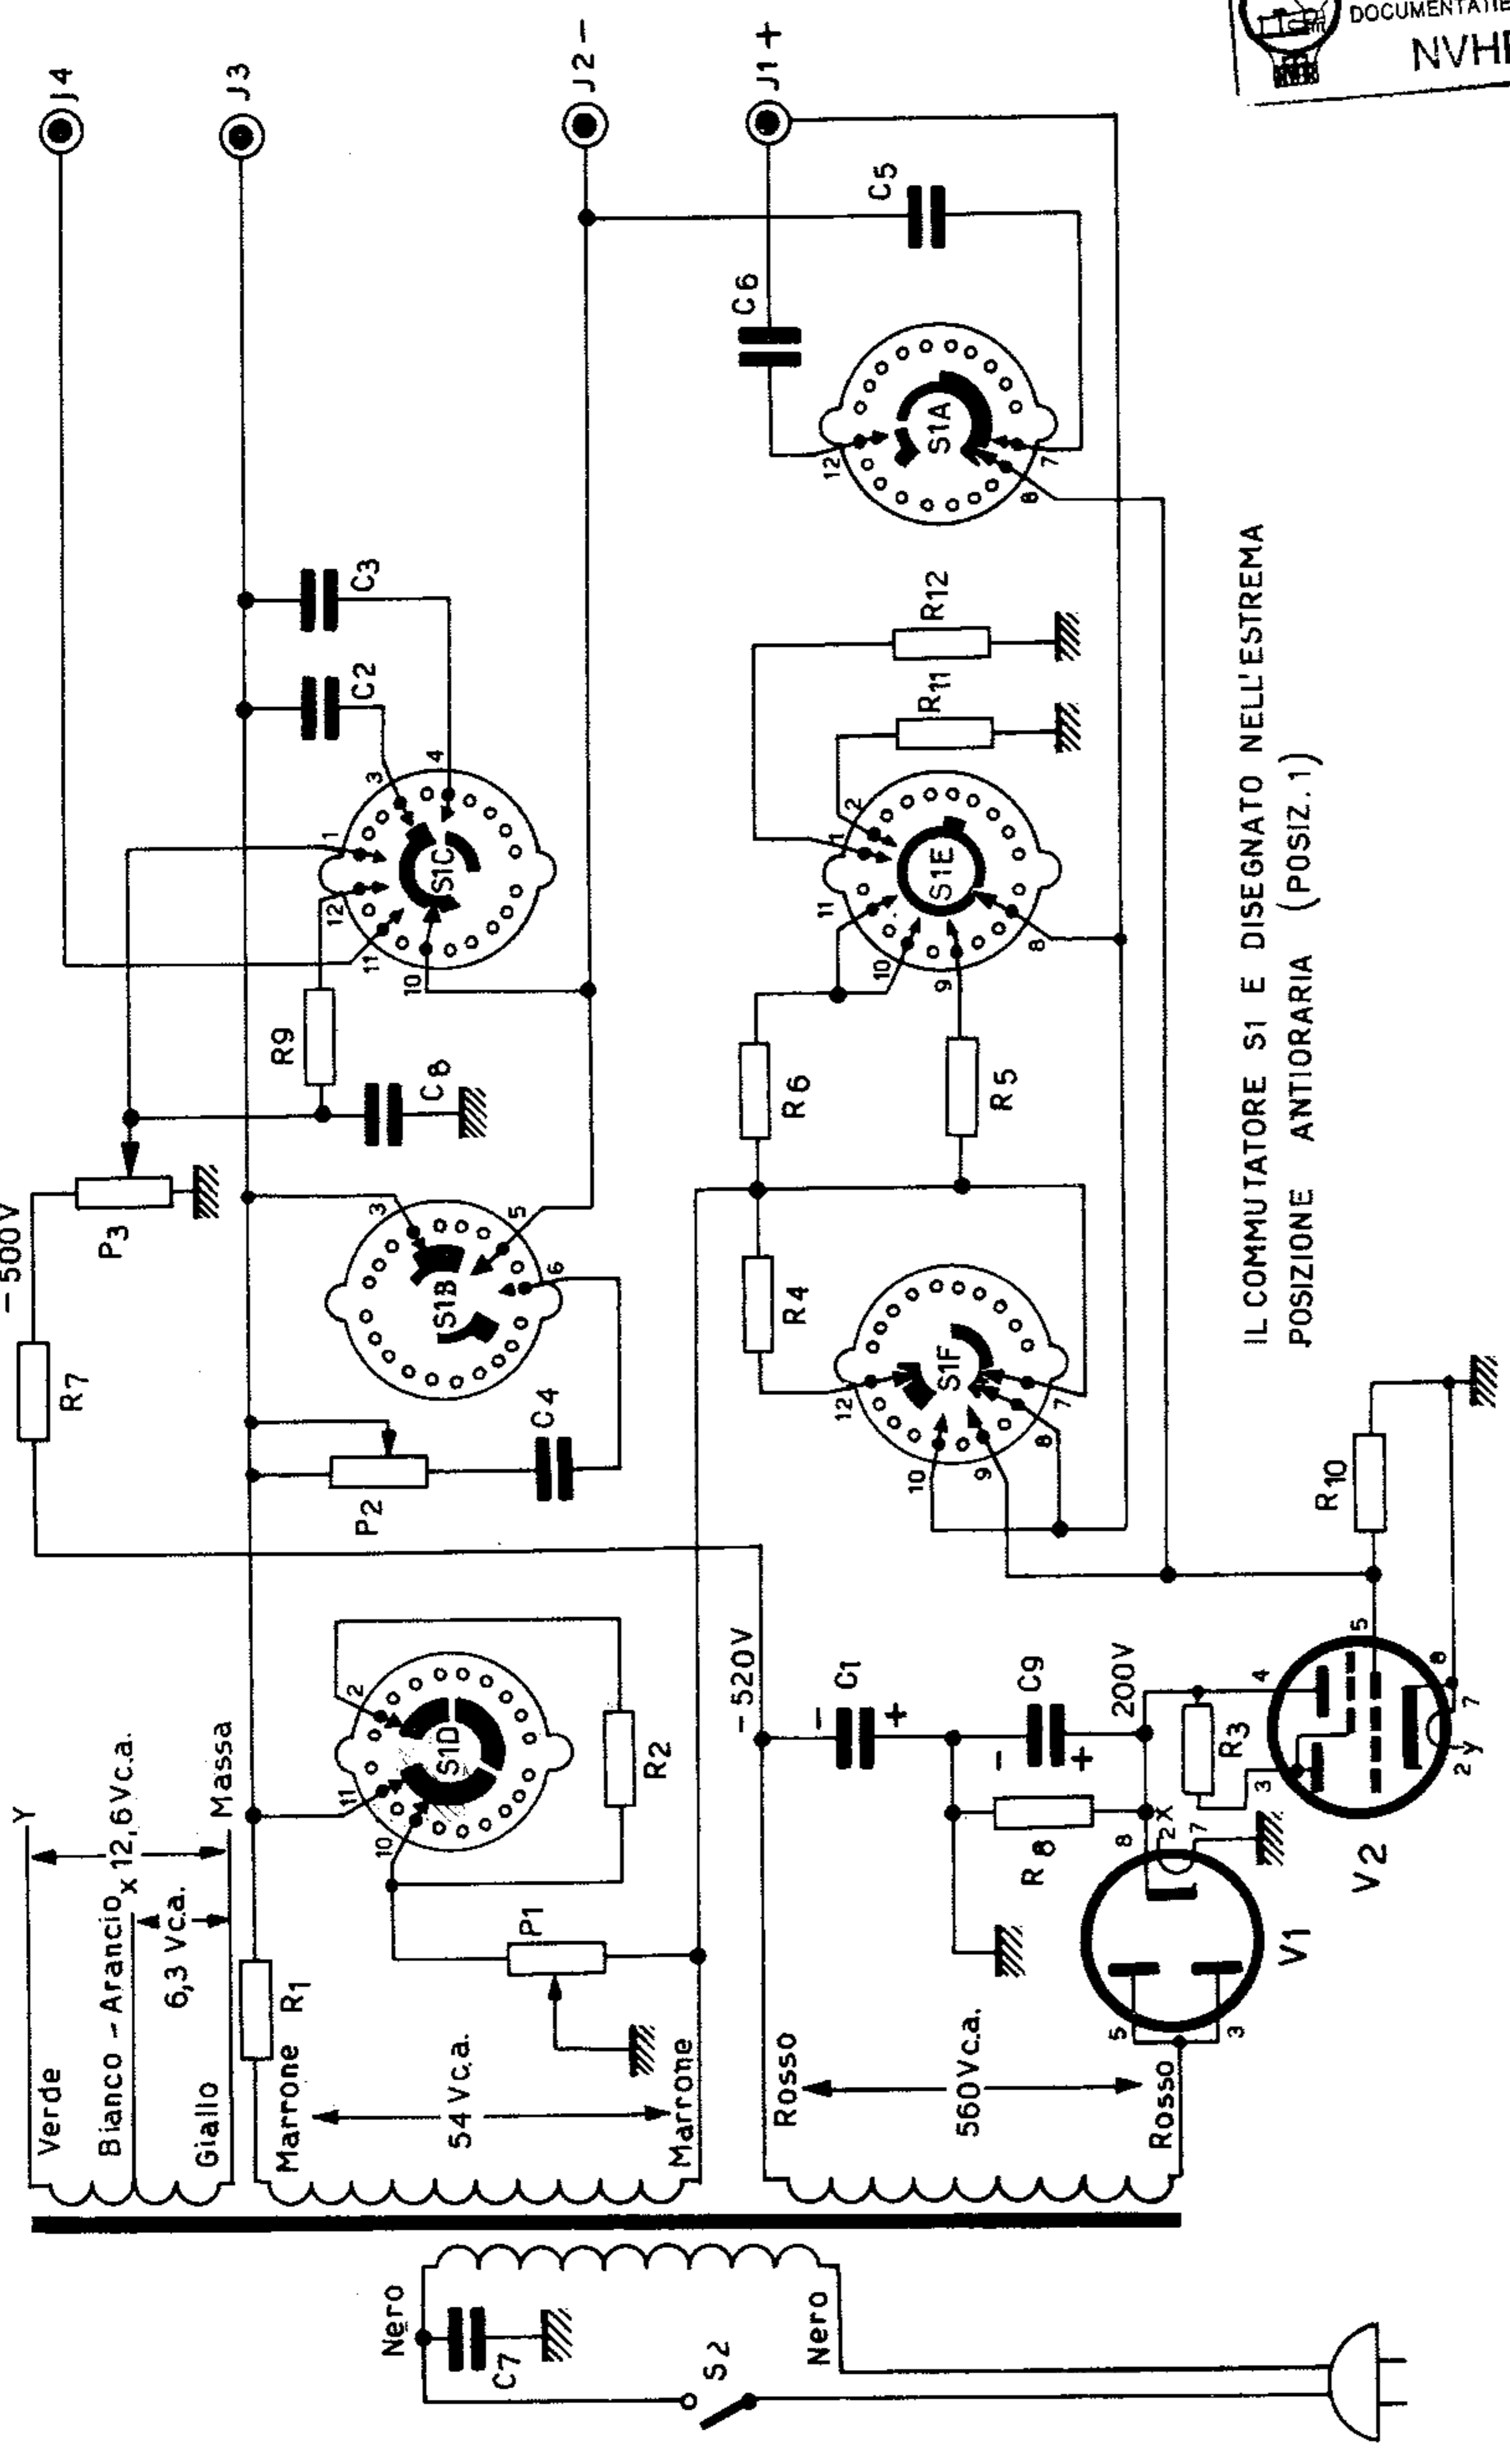 J4
J3
J2 -
J1 +
DOCUMENTATIE
NVH
C5
C6
S1A
12
7
8
C3
C2
3
4
1
12
11
10
S1C
R9
C8
R12
R11
1
2
11
10
9
8
S1E
R6
R5
- 500V
P3
R7
3
5
6
S1B
P2
C4
R4
12
10
9
8
7
S1F
IL COMMUTATORE S1 E DISEGNATO NELL'ESTREMA
POSIZIONE ANTIORARIA (POSIZ.1)
R10
2
11
10
S1D
R2
P1
- 520V
C1
-
+
C9
-
+
200V
R8
R3
8
2
X
7
5
3
V1
4
3
5
8
7
2
Y
V2
Y
Verde
12,6Vc.a.
Bianco - Arancio
x
6,3 Vc.a.
Giallo
Massa
R1
Marrone
54 Vc.a.
Marrone
Rosso
560Vc.a.
Rosso
Nero
C7
S2
Nero